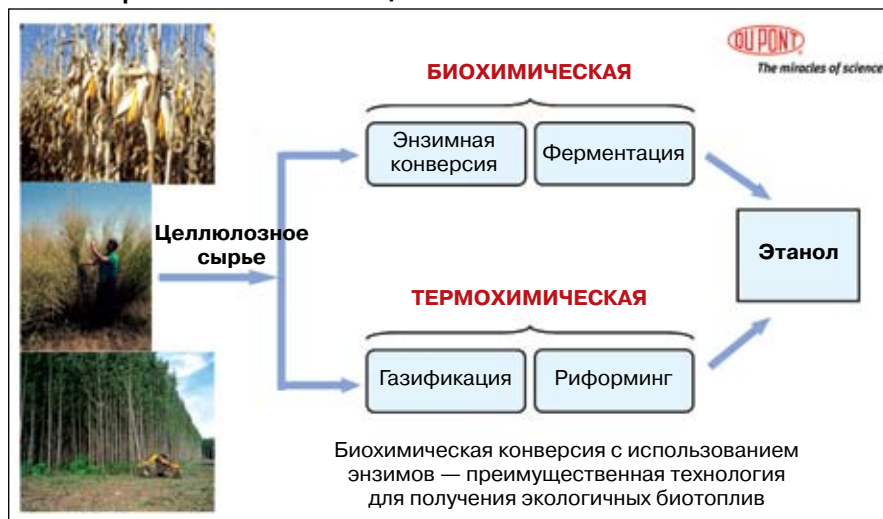 DU PONT
The miracles of science
БИОХИМИЧЕСКАЯ
Энзимная
конверсия
Ферментация
Целлюлозное
сырье
Этанол
ТЕРМОХИМИЧЕСКАЯ
Газификация
Риформинг
Биохимическая конверсия с использованием
энзимов — преимущественная технология
для получения экологичных биотоплив